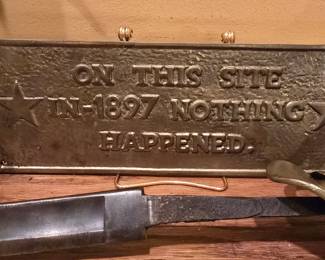 ON THIS SITE
IN-1897 NOTHING
HAPPENED.